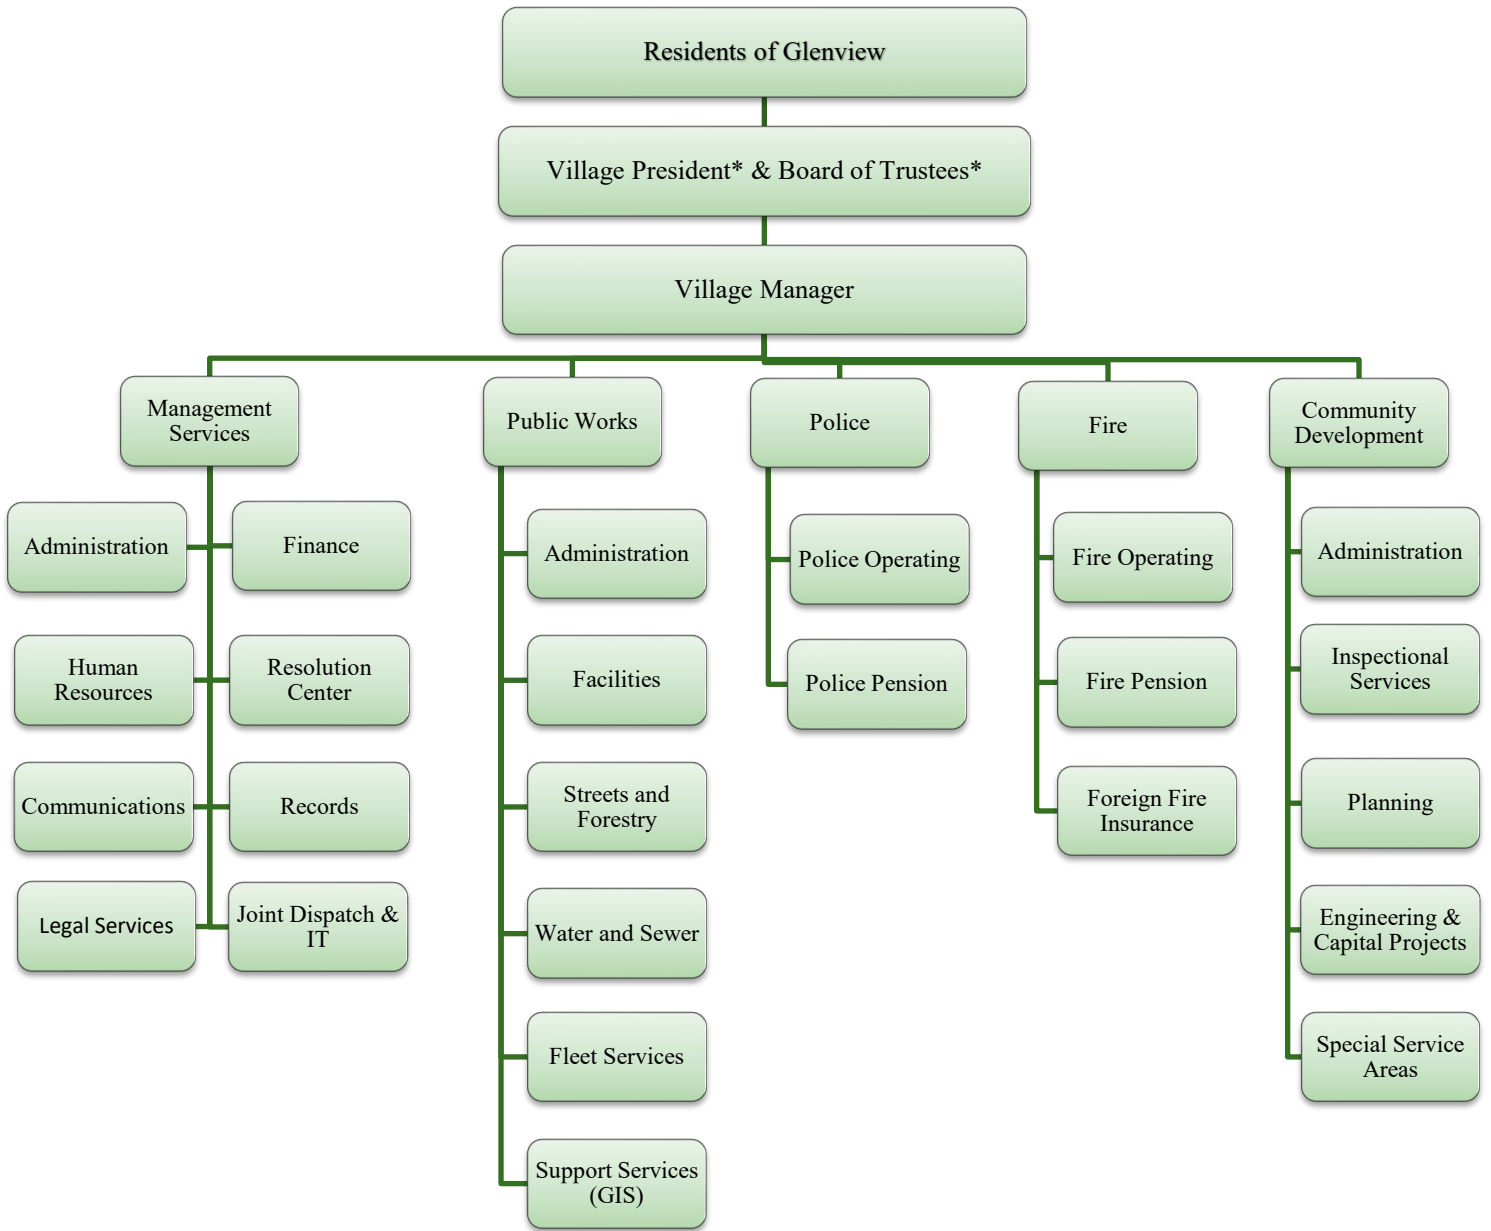 Residents of Glenview
Village President* & Board of Trustees*
Village Manager
Management
Services
Public Works
Police
Fire
Community
Development
Administration
Finance
Human
Resources
Resolution
Center
Communications
Records
Legal Services
Joint Dispatch &
IT
Administration
Facilities
Streets and
Forestry
Water and Sewer
Fleet Services
Support Services
(GIS)
Police Operating
Police Pension
Fire Operating
Fire Pension
Foreign Fire
Insurance
Administration
Inspectional
Services
Planning
Engineering &
Capital Projects
Special Service
Areas